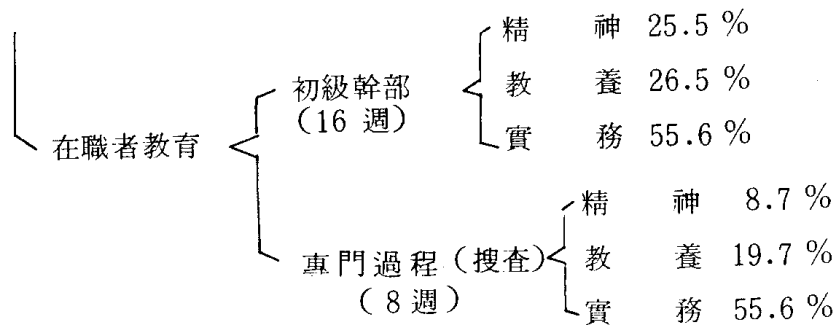 精 神 25.5 %
初級幹部 教 養 26.5 %
(16 週)
實 務 55.6 %
在職者教育
精 神 8.7 %
專門過程 (搜査) 教 養 19.7 %
( 8 週)
實 務 55.6 %